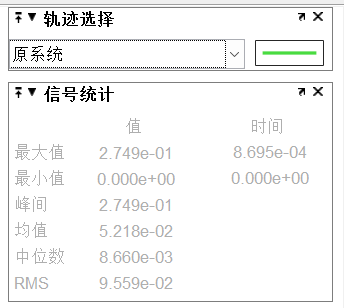 轨迹选择
原系统
信号统计
值 时间
最大值 2.749e-01 8.695e-04
最小值 0.000e+00 0.000e+00
峰间 2.749e-01
均值 5.218e-02
中位数 8.660e-03
RMS 9.559e-02